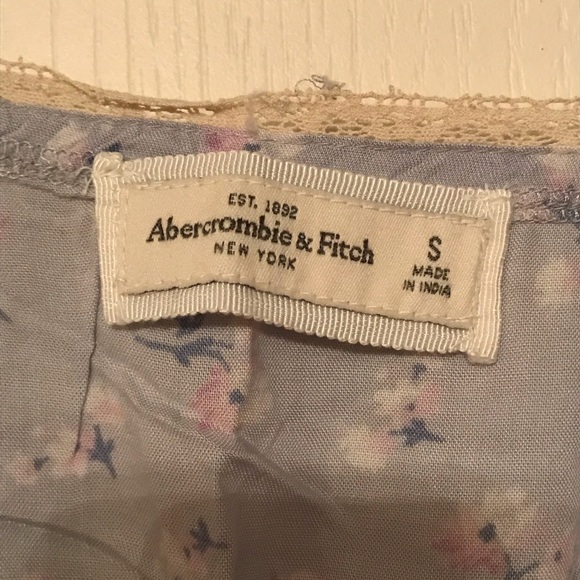 EST. 1892
Abercrombie & Fitch
NEW YORK
S
MADE
IN INDIA